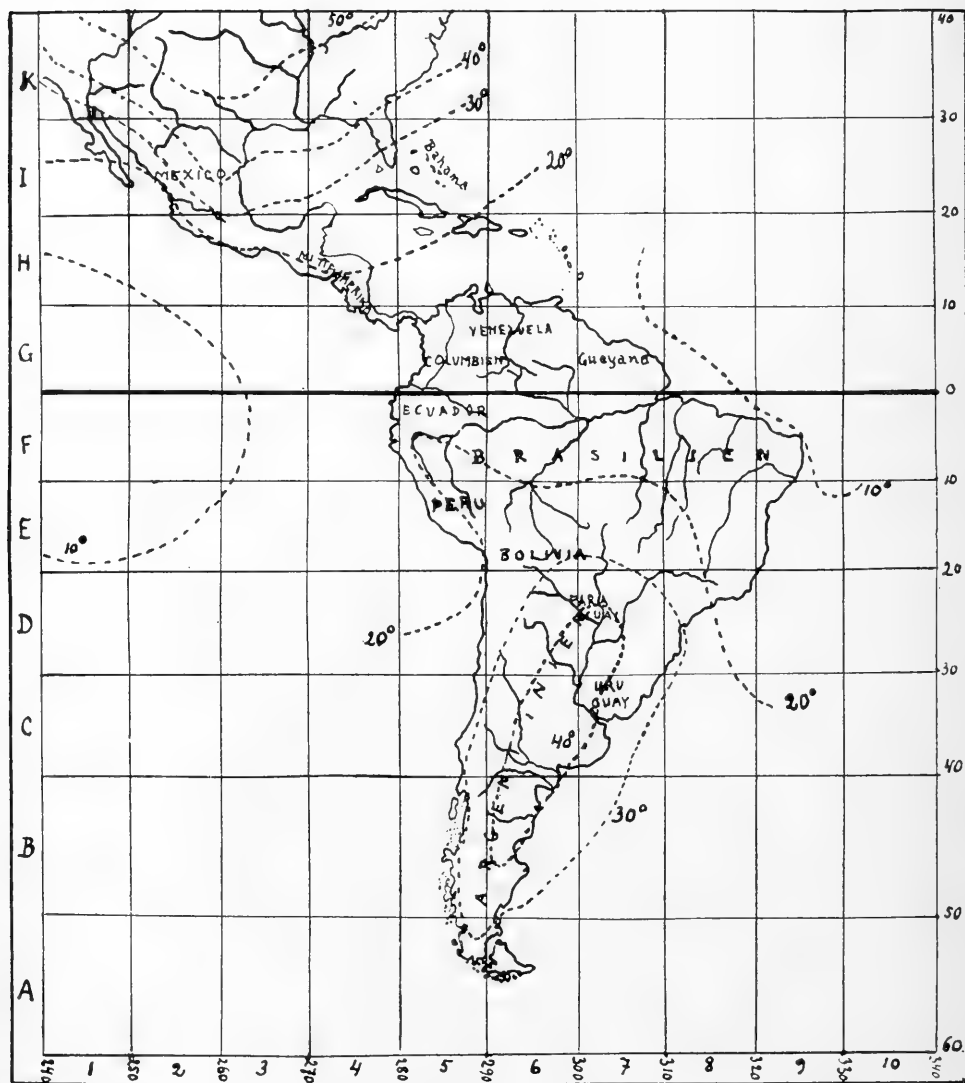 50°
40
K
40°
30°
30
Bahama
20°
I
MEXICO
20
H
10
VENEZUELA
G
COLUMBIEN
Guayana
0
ECUADOR
F
BRASILIEN
10
10°
PERU
E
10°
BOLIVIA
20
PARA
GUAY
D
20°
30
URU
GUAY
20°
C
40°
40
30°
B
ARGENTINIEN
50
A
60
240 1 250 2 260 3 270 4 280 5 290 6 300 7 310 8 320 9 330 10 340